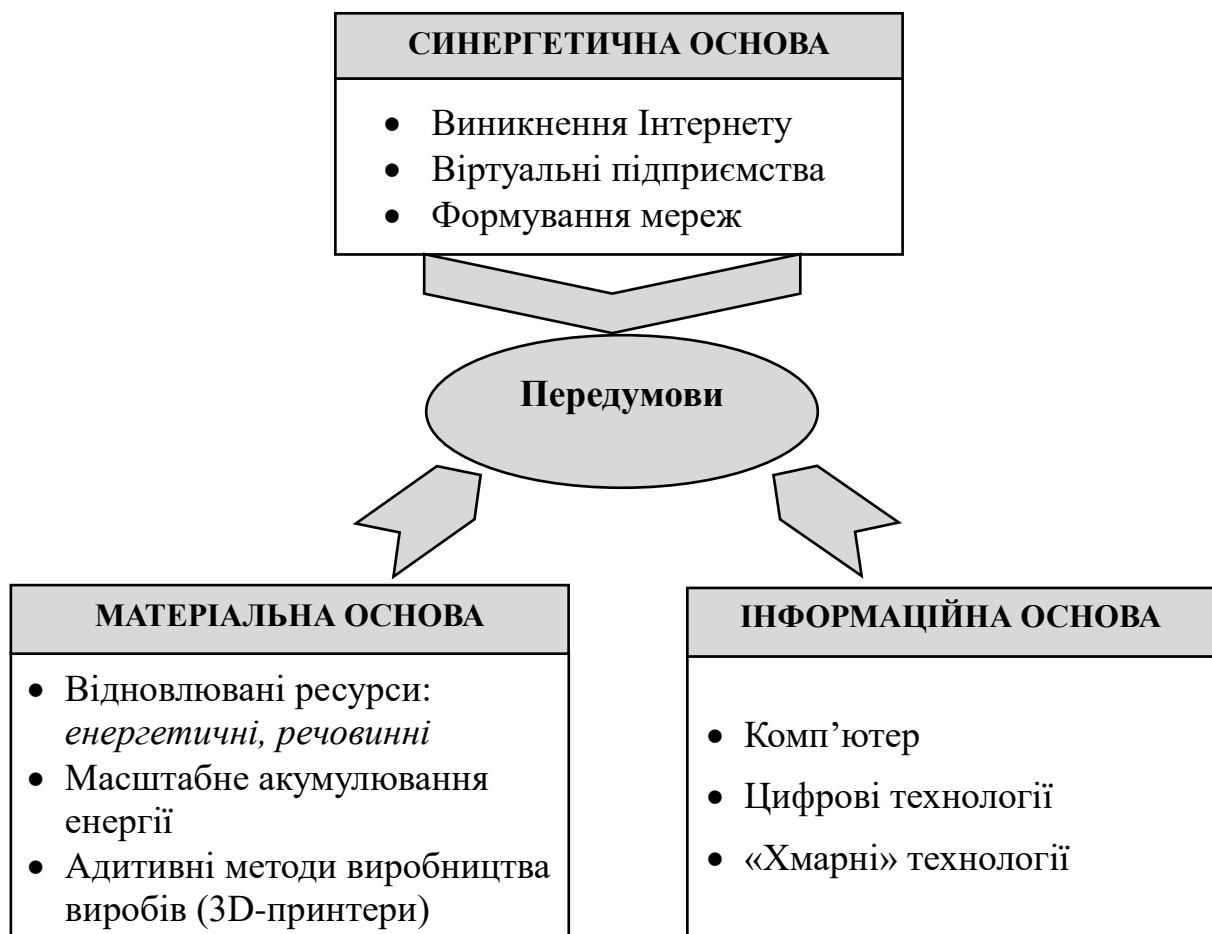 СИНЕРГЕТИЧНА ОСНОВА
• Виникнення Інтернету
• Віртуальні підприємства
• Формування мереж
Передумови
МАТЕРІАЛЬНА ОСНОВА
• Відновлювані ресурси:
енергетичні, речовинні
• Масштабне акумулювання
енергії
• Адитивні методи виробництва
виробів (3D-принтери)
ІНФОРМАЦІЙНА ОСНОВА
• Комп’ютер
• Цифрові технології
• «Хмарні» технології